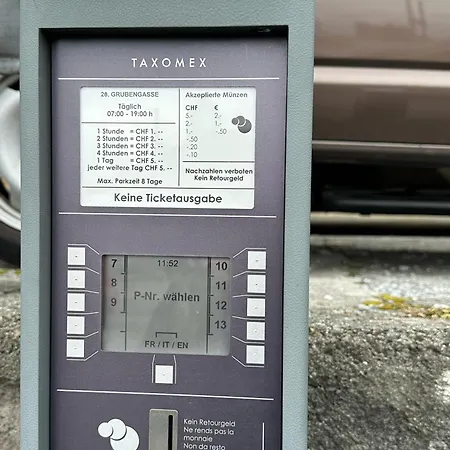 TAXOMEX
28. GRUBENGASSE
Täglich
07:00 - 19:00 h
1 Stunde = CHF 1. --
2 Stunden = CHF 2. --
3 Stunden = CHF 3. --
4 Stunden = CHF 4. --
1 Tag = CHF 5. --
jeder weitere Tag CHF 5. --
Max. Parkzeit 8 Tage
Akzeptierte Münzen
CHF €
5.- 2.-
2.- 1.-
1.- -.50
-.50
-.20
-.10
Nachzahlen verboten
Kein Retourgeld
Keine Ticketausgabe
7 11:52 10
8 P-Nr. wählen 11
9 12
13
FR / IT / EN
Kein Retourgeld
Ne rends pas la
monnaie
Non da resto